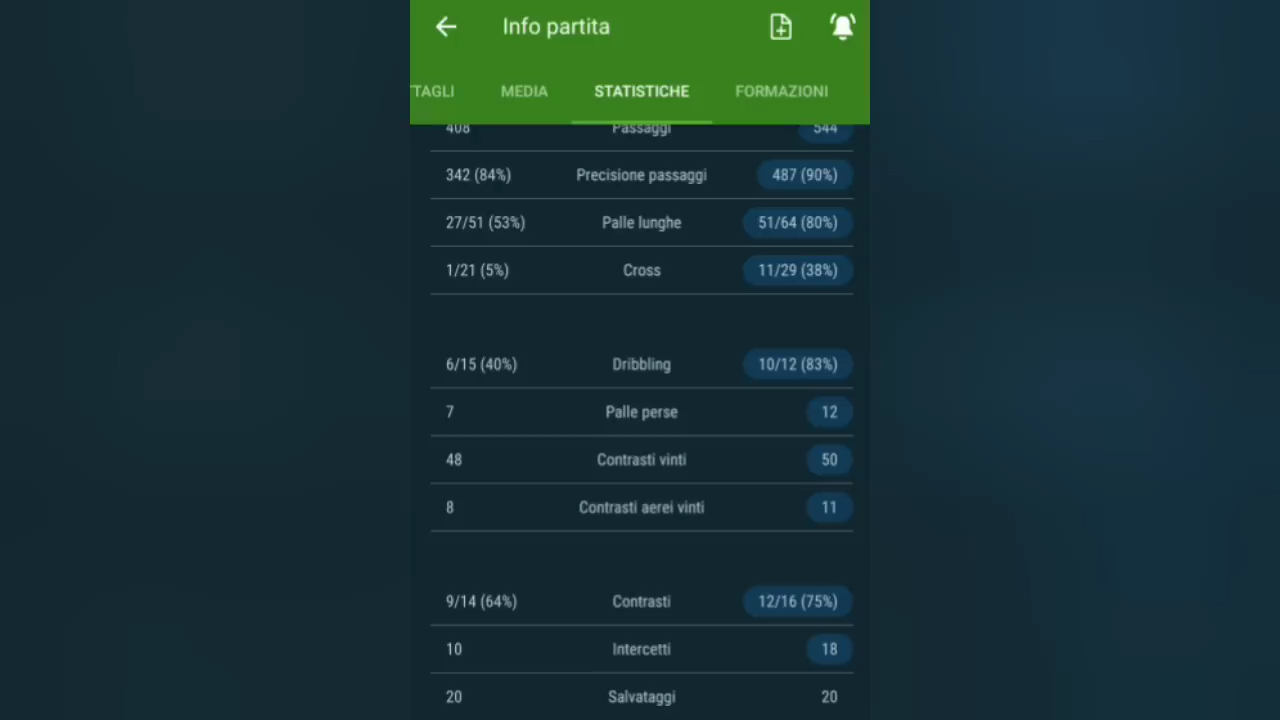 Info partita
TAGLI MEDIA STATISTICHE FORMAZIONI
408 Passaggi 544
342 (84%) Precisione passaggi 487 (90%)
27/51 (53%) Palle lunghe 51/64 (80%)
1/21 (5%) Cross 11/29 (38%)
6/15 (40%) Dribbling 10/12 (83%)
7 Palle perse 12
48 Contrasti vinti 50
8 Contrasti aerei vinti 11
9/14 (64%) Contrasti 12/16 (75%)
10 Intercetti 18
20 Salvataggi 20